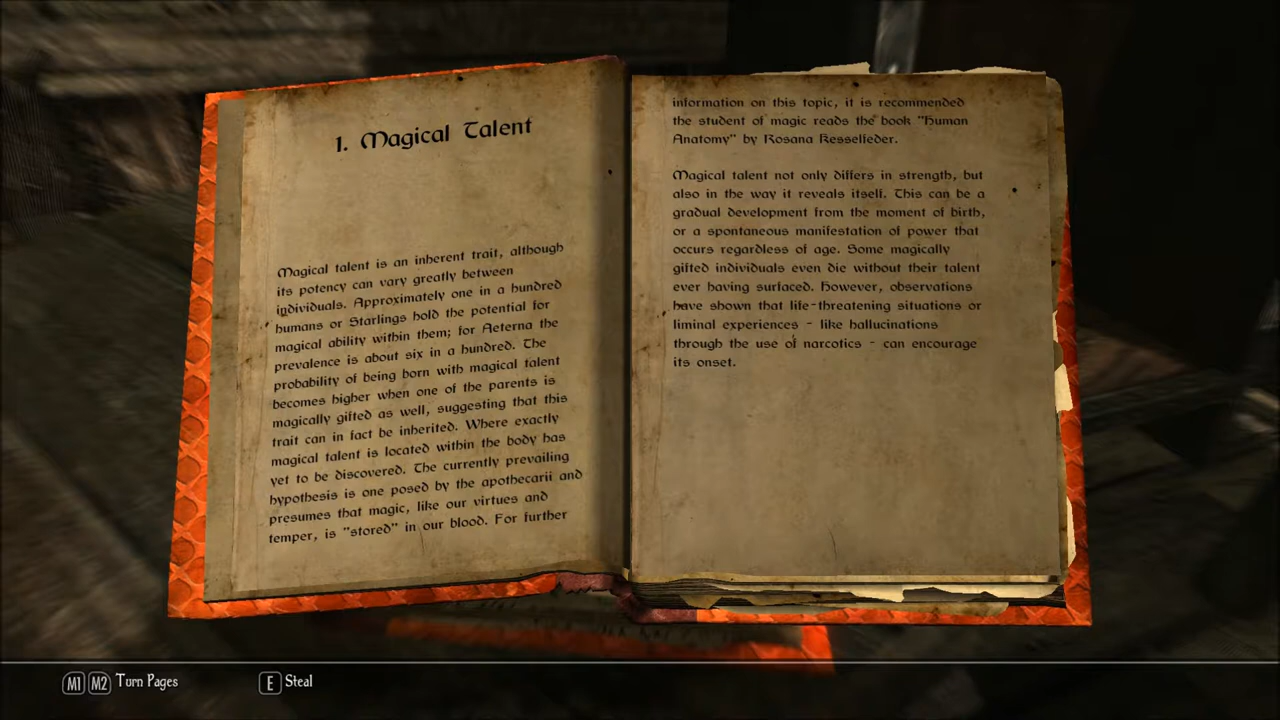 1. Magical Talent
Magical talent is an inherent trait, although
its potency can vary greatly between
individuals. Approximately one in a hundred
humans or Starlings hold the potential for
magical ability within them; for Aeterna the
prevalence is about six in a hundred. The
probability of being born with magical talent
becomes higher when one of the parents is
magically gifted as well, suggesting that this
trait can in fact be inherited. Where exactly
magical talent is located within the body has
yet to be discovered. The currently prevailing
hypothesis is one posed by the apothecarii and
presumes that magic, like our virtues and
temper, is "stored" in our blood. For further
information on this topic, it is recommended
the student of magic reads the book "Human
Anatomy" by Rosana Kesselfeder.
Magical talent not only differs in strength, but
also in the way it reveals itself. This can be a
gradual development from the moment of birth,
or a spontaneous manifestation of power that
occurs regardless of age. Some magically
gifted individuals even die without their talent
ever having surfaced. However, observations
have shown that life-threatening situations or
liminal experiences - like hallucinations
through the use of narcotics - can encourage
its onset.
M1 M2 Turn Pages
E Steal